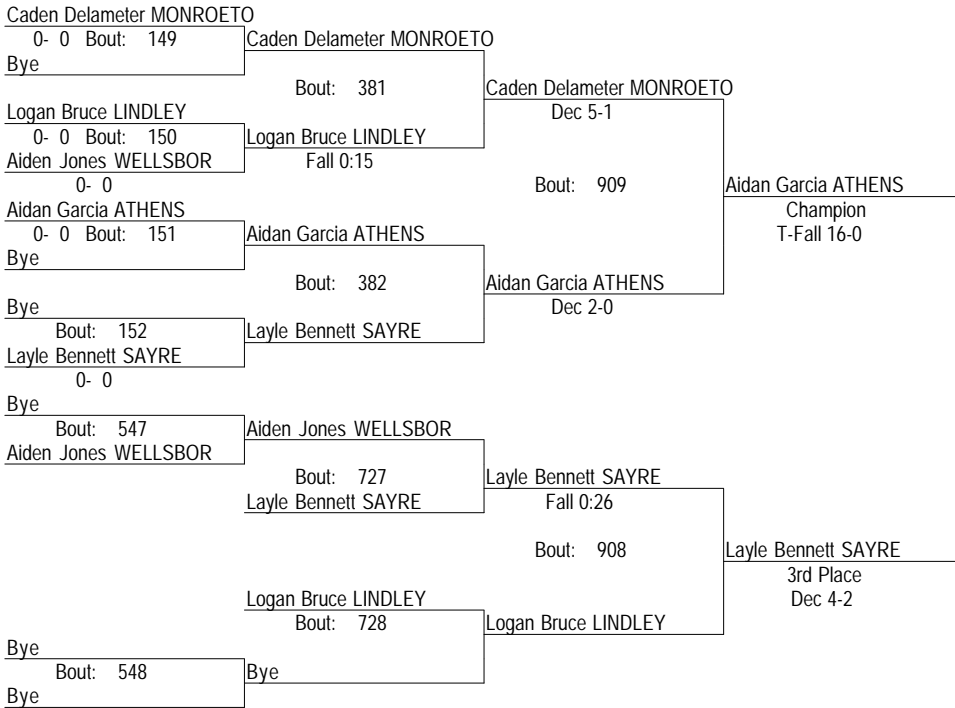 Caden Delameter MONROETO
0- 0 Bout: 149
Caden Delameter MONROETO
Bye
Bout: 381
Caden Delameter MONROETO
Logan Bruce LINDLEY
Dec 5-1
0- 0 Bout: 150
Logan Bruce LINDLEY
Aiden Jones WELLSBOR
Fall 0:15
0- 0
Bout: 909
Aidan Garcia ATHENS
Aidan Garcia ATHENS
Champion
0- 0 Bout: 151
Aidan Garcia ATHENS
T-Fall 16-0
Bye
Bout: 382
Aidan Garcia ATHENS
Bye
Dec 2-0
Bout: 152
Layle Bennett SAYRE
Layle Bennett SAYRE
0- 0
Bye
Bout: 547
Aiden Jones WELLSBOR
Aiden Jones WELLSBOR
Bout: 727
Layle Bennett SAYRE
Layle Bennett SAYRE
Fall 0:26
Bout: 908
Layle Bennett SAYRE
3rd Place
Logan Bruce LINDLEY
Dec 4-2
Bout: 728
Logan Bruce LINDLEY
Bye
Bout: 548
Bye
Bye